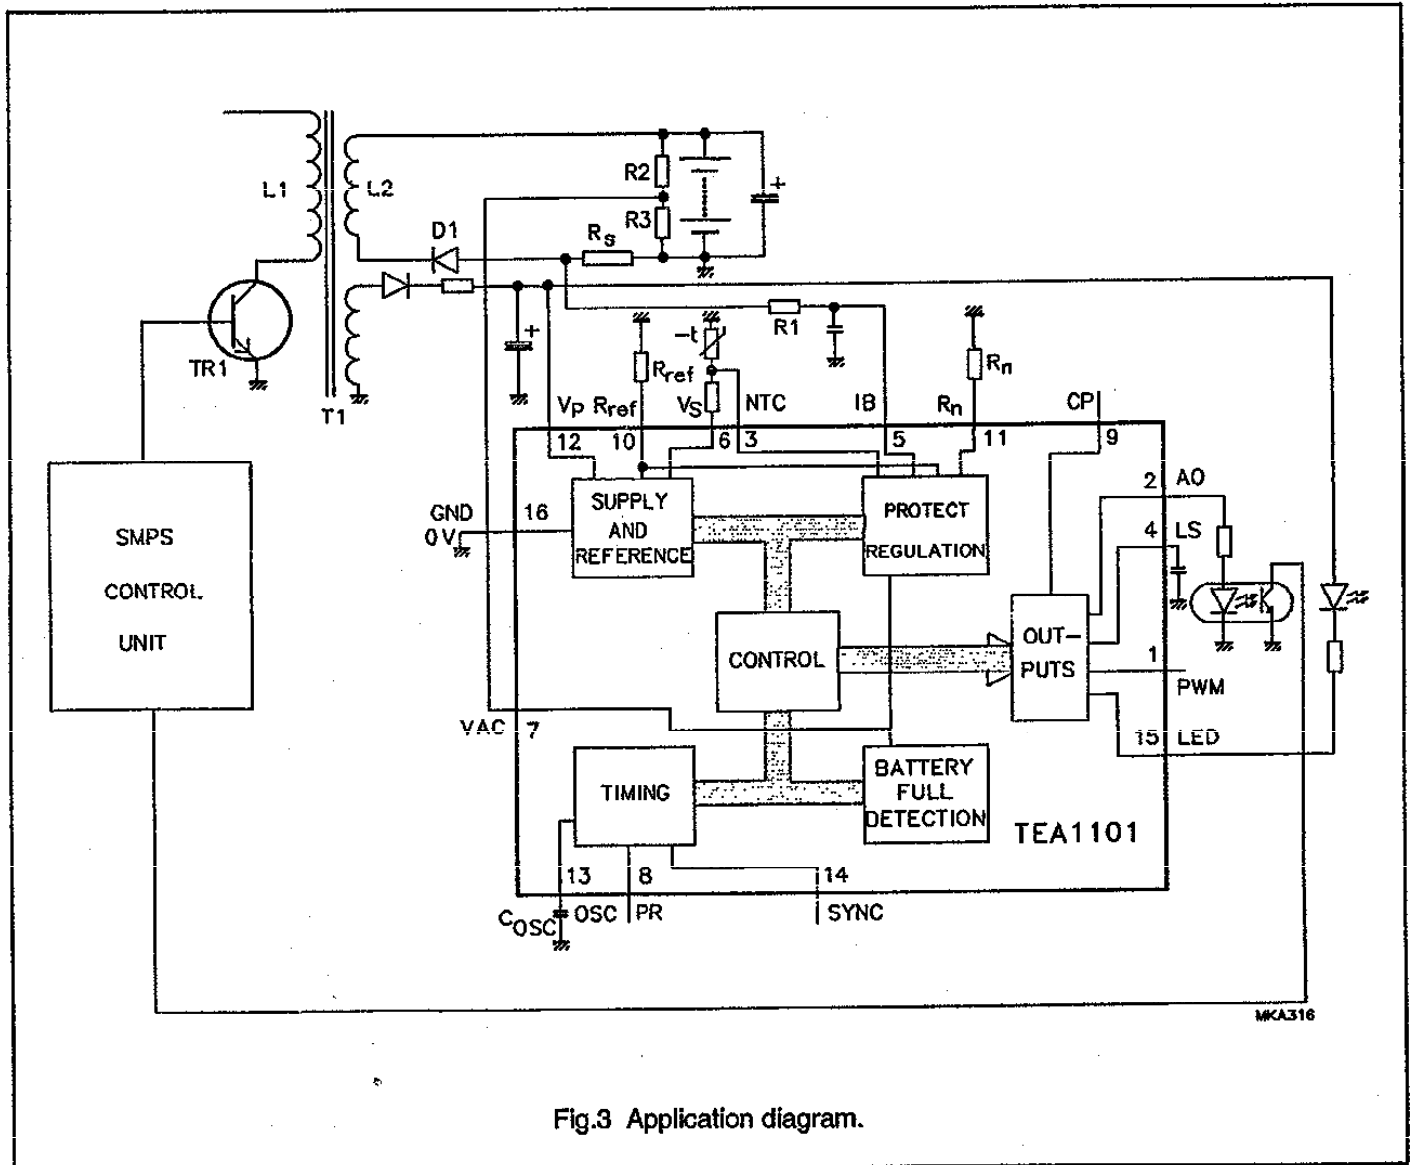 L1
L2
R2
R3
D1
Rs
+
+
-t
R1
TR1
T1
Rref
Rn
VP
Rref
VS
NTC
IB
Rn
CP
12
10
6
3
5
11
9
2
AO
GND
0V
16
SUPPLY
AND
REFERENCE
PROTECT
REGULATION
4
LS
SMPS
CONTROL
UNIT
CONTROL
OUT-
PUTS
1
PWM
VAC
7
15
LED
TIMING
BATTERY
FULL
DETECTION
TEA1101
13
8
14
COSC
OSC
PR
SYNC
MKA316
Fig.3 Application diagram.